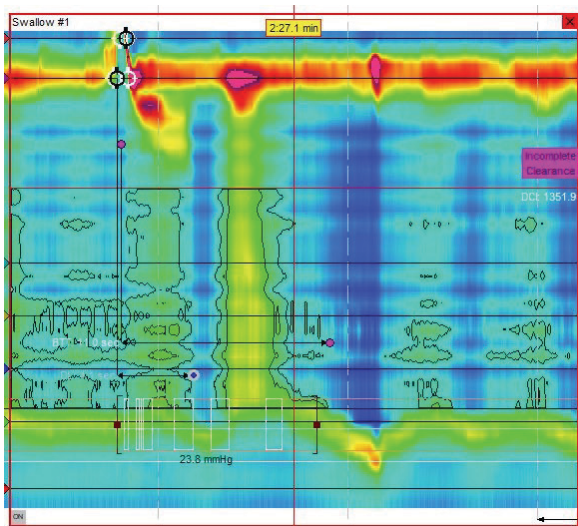 Swallow #1
2:27.1 min
Incomplete
Clearance
DCI: 1351.9
23.8 mmHg
ON